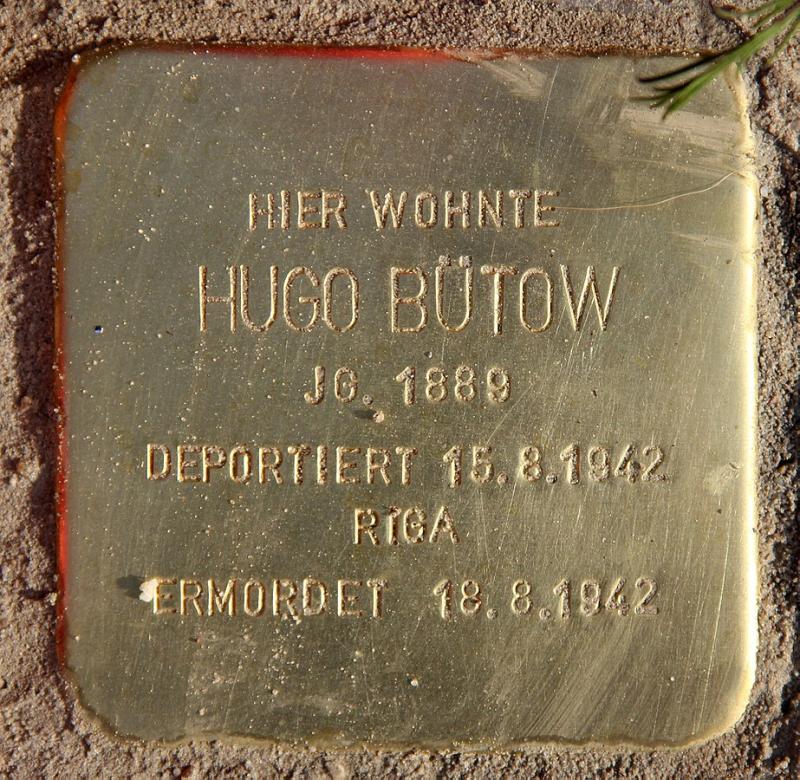 HIER WOHNTE
HUGO BÜTOW
JG. 1889
DEPORTIERT 15.8.1942
RIGA
ERMORDET 18.8.1942